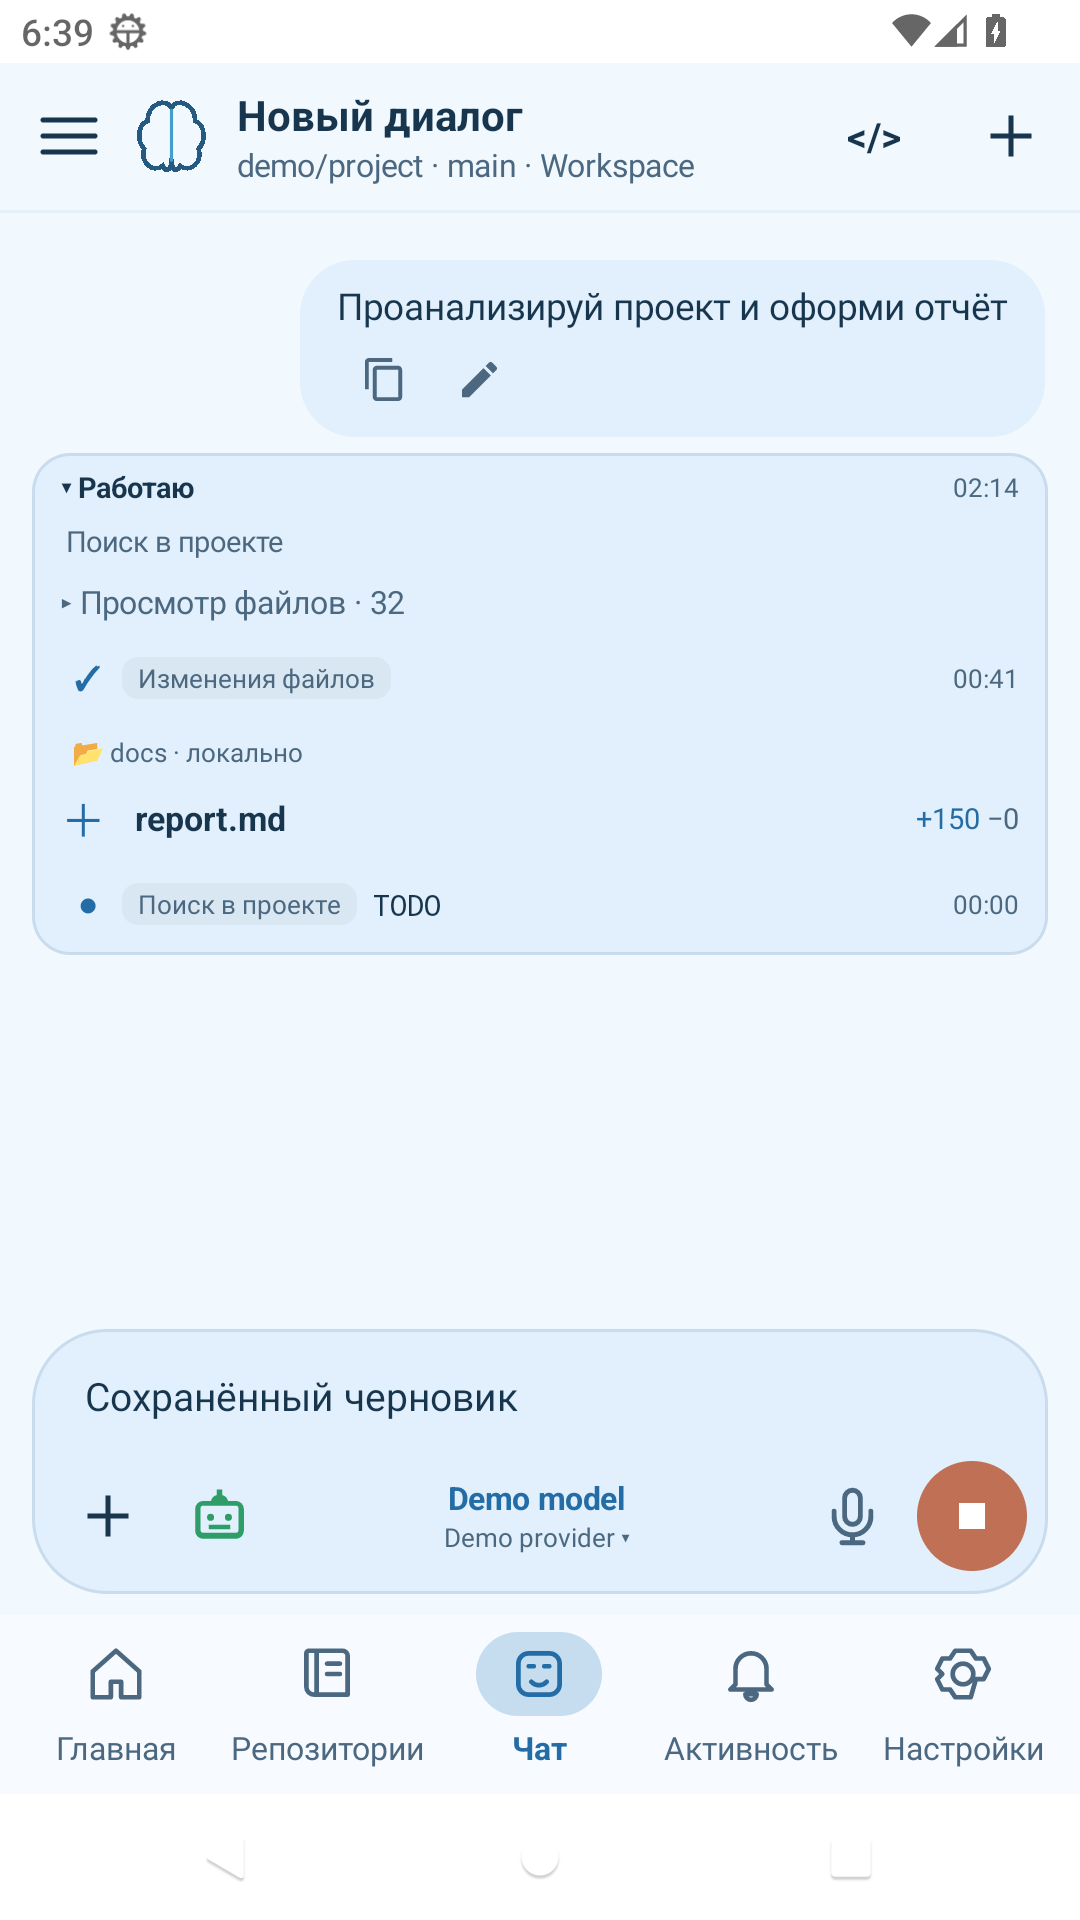 6:39
Новый диалог
demo/project · main · Workspace
</>
Проанализируй проект и оформи отчёт
▾ Работаю 02:14
Поиск в проекте
▸ Просмотр файлов · 32
✓ Изменения файлов 00:41
📂 docs · локально
+ report.md +150 −0
• Поиск в проекте TODO 00:00
Сохранённый черновик
Demo model
Demo provider ▾
Главная Репозитории Чат Активность Настройки